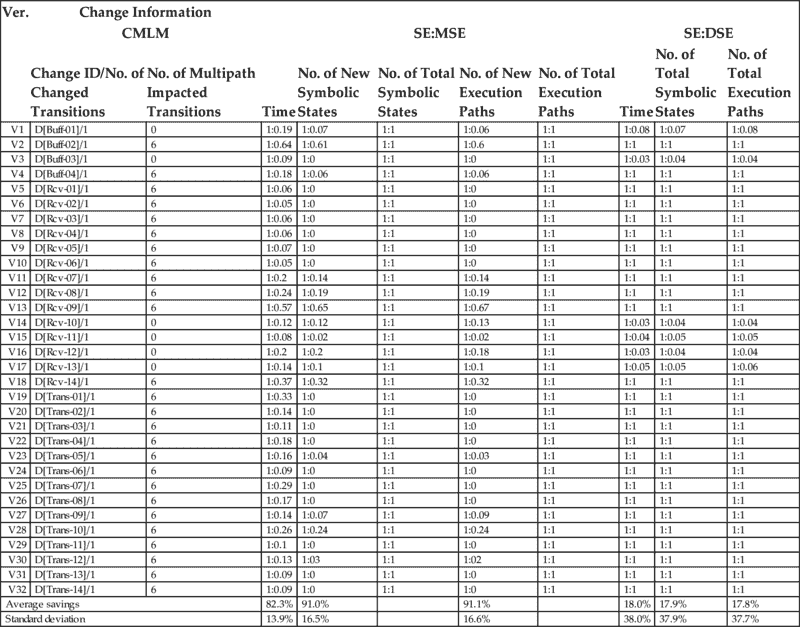 Ver. Change Information
CMLM SE:MSE SE:DSE
No. of No. of
Change ID/No. of No. of Multipath No. of New No. of Total No. of New No. of Total Total Total
Changed Impacted Symbolic Symbolic Execution Execution Symbolic Execution
Transitions Transitions Time States States Paths Paths Time States Paths
V1 D[Buff-01]/1 0 1:0.19 1:0.07 1:1 1:0.06 1:1 1:0.08 1:0.07 1:0.08
V2 D[Buff-02]/1 6 1:0.64 1:0.61 1:1 1:0.6 1:1 1:1 1:1 1:1
V3 D[Buff-03]/1 0 1:0.09 1:0 1:1 1:0 1:1 1:0.03 1:0.04 1:0.04
V4 D[Buff-04]/1 6 1:0.18 1:0.06 1:1 1:0.06 1:1 1:1 1:1 1:1
V5 D[Rcv-01]/1 6 1:0.06 1:0 1:1 1:0 1:1 1:1 1:1 1:1
V6 D[Rcv-02]/1 6 1:0.05 1:0 1:1 1:0 1:1 1:1 1:1 1:1
V7 D[Rcv-03]/1 6 1:0.06 1:0 1:1 1:0 1:1 1:1 1:1 1:1
V8 D[Rcv-04]/1 6 1:0.06 1:0 1:1 1:0 1:1 1:1 1:1 1:1
V9 D[Rcv-05]/1 6 1:0.07 1:0 1:1 1:0 1:1 1:1 1:1 1:1
V10 D[Rcv-06]/1 6 1:0.05 1:0 1:1 1:0 1:1 1:1 1:1 1:1
V11 D[Rcv-07]/1 6 1:0.2 1:0.14 1:1 1:0.14 1:1 1:1 1:1 1:1
V12 D[Rcv-08]/1 6 1:0.24 1:0.19 1:1 1:0.19 1:1 1:1 1:1 1:1
V13 D[Rcv-09]/1 6 1:0.57 1:0.65 1:1 1:0.67 1:1 1:1 1:1 1:1
V14 D[Rcv-10]/1 0 1:0.12 1:0.12 1:1 1:0.13 1:1 1:0.03 1:0.04 1:0.04
V15 D[Rcv-11]/1 0 1:0.08 1:0.02 1:1 1:0.02 1:1 1:0.04 1:0.05 1:0.05
V16 D[Rcv-12]/1 0 1:0.2 1:0.2 1:1 1:0.18 1:1 1:0.03 1:0.04 1:0.04
V17 D[Rcv-13]/1 0 1:0.14 1:0.1 1:1 1:0.1 1:1 1:0.05 1:0.05 1:0.06
V18 D[Rcv-14]/1 6 1:0.37 1:0.32 1:1 1:0.32 1:1 1:1 1:1 1:1
V19 D[Trans-01]/1 6 1:0.33 1:0 1:1 1:0 1:1 1:1 1:1 1:1
V20 D[Trans-02]/1 6 1:0.14 1:0 1:1 1:0 1:1 1:1 1:1 1:1
V21 D[Trans-03]/1 6 1:0.11 1:0 1:1 1:0 1:1 1:1 1:1 1:1
V22 D[Trans-04]/1 6 1:0.18 1:0 1:1 1:0 1:1 1:1 1:1 1:1
V23 D[Trans-05]/1 6 1:0.16 1:0.04 1:1 1:0.03 1:1 1:1 1:1 1:1
V24 D[Trans-06]/1 6 1:0.09 1:0 1:1 1:0 1:1 1:1 1:1 1:1
V25 D[Trans-07]/1 6 1:0.29 1:0 1:1 1:0 1:1 1:1 1:1 1:1
V26 D[Trans-08]/1 6 1:0.17 1:0 1:1 1:0 1:1 1:1 1:1 1:1
V27 D[Trans-09]/1 6 1:0.14 1:0.07 1:1 1:0.09 1:1 1:1 1:1 1:1
V28 D[Trans-10]/1 6 1:0.26 1:0.24 1:1 1:0.24 1:1 1:1 1:1 1:1
V29 D[Trans-11]/1 6 1:0.1 1:0 1:1 1:0 1:1 1:1 1:1 1:1
V30 D[Trans-12]/1 6 1:0.13 1:03 1:1 1:02 1:1 1:1 1:1 1:1
V31 D[Trans-13]/1 6 1:0.09 1:0 1:1 1:0 1:1 1:1 1:1 1:1
V32 D[Trans-14]/1 6 1:0.09 1:0 1:1 1:0 1:1 1:1 1:1 1:1
Average savings 82.3% 91.0% 91.1% 18.0% 17.9% 17.8%
Standard deviation 13.9% 16.5% 16.6% 38.0% 37.9% 37.7%